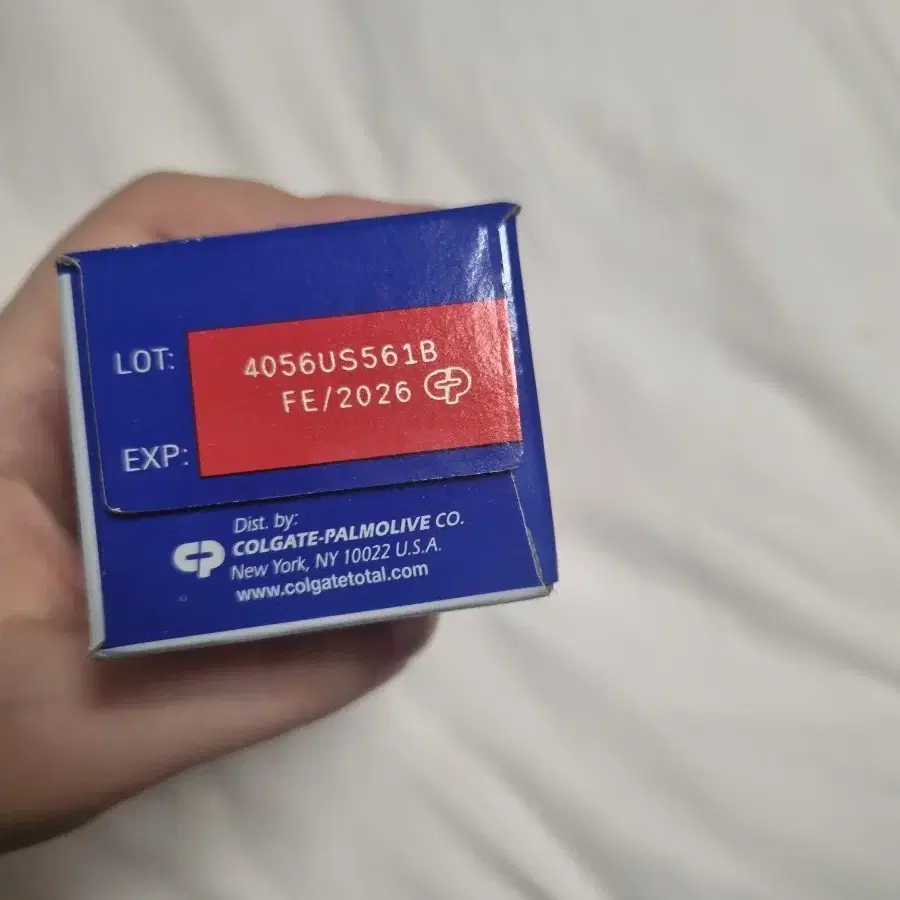 LOT: 4056US561B
FE/2026
EXP:
Dist. by:
COLGATE-PALMOLIVE CO.
New York, NY 10022 U.S.A.
www.colgatetotal.com